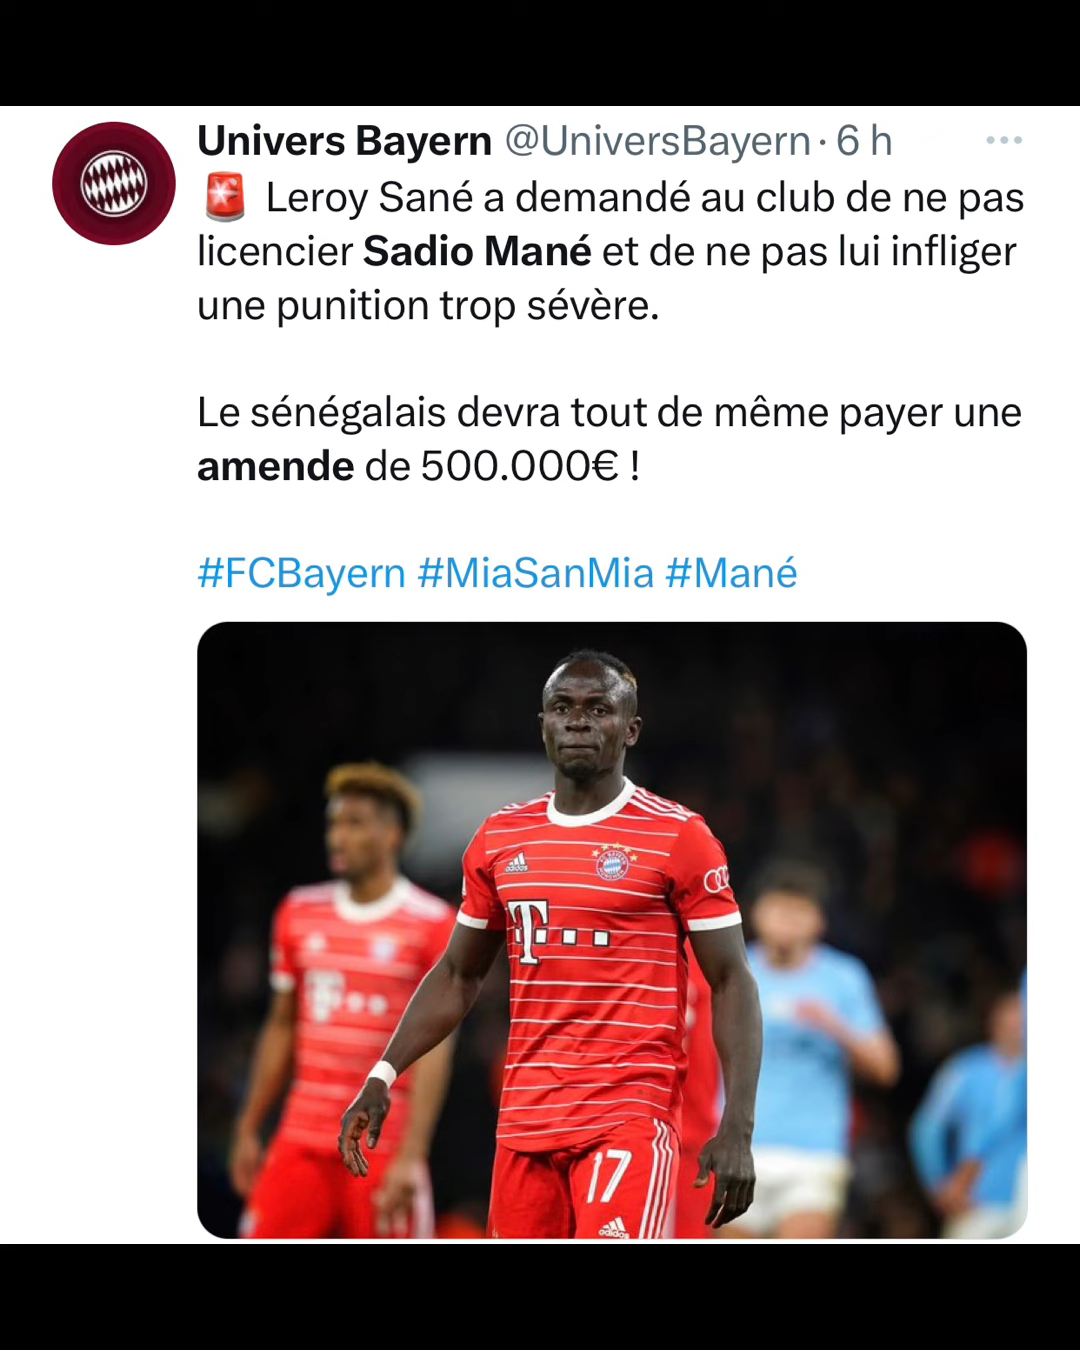 Univers Bayern @UniversBayern · 6 h
🚨 Leroy Sané a demandé au club de ne pas
licencier Sadio Mané et de ne pas lui infliger
une punition trop sévère.
Le sénégalais devra tout de même payer une
amende de 500.000€ !
#FCBayern #MiaSanMia #Mané
adidas
T
17
adidas